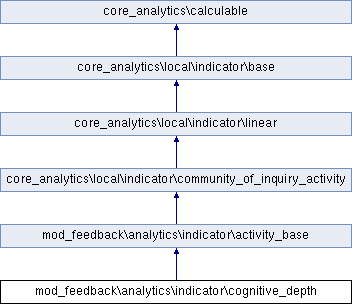 core_analytics\calculable
core_analytics\local\indicator\base
core_analytics\local\indicator\linear
core_analytics\local\indicator\community_of_inquiry_activity
mod_feedback\analytics\indicator\activity_base
mod_feedback\analytics\indicator\cognitive_depth